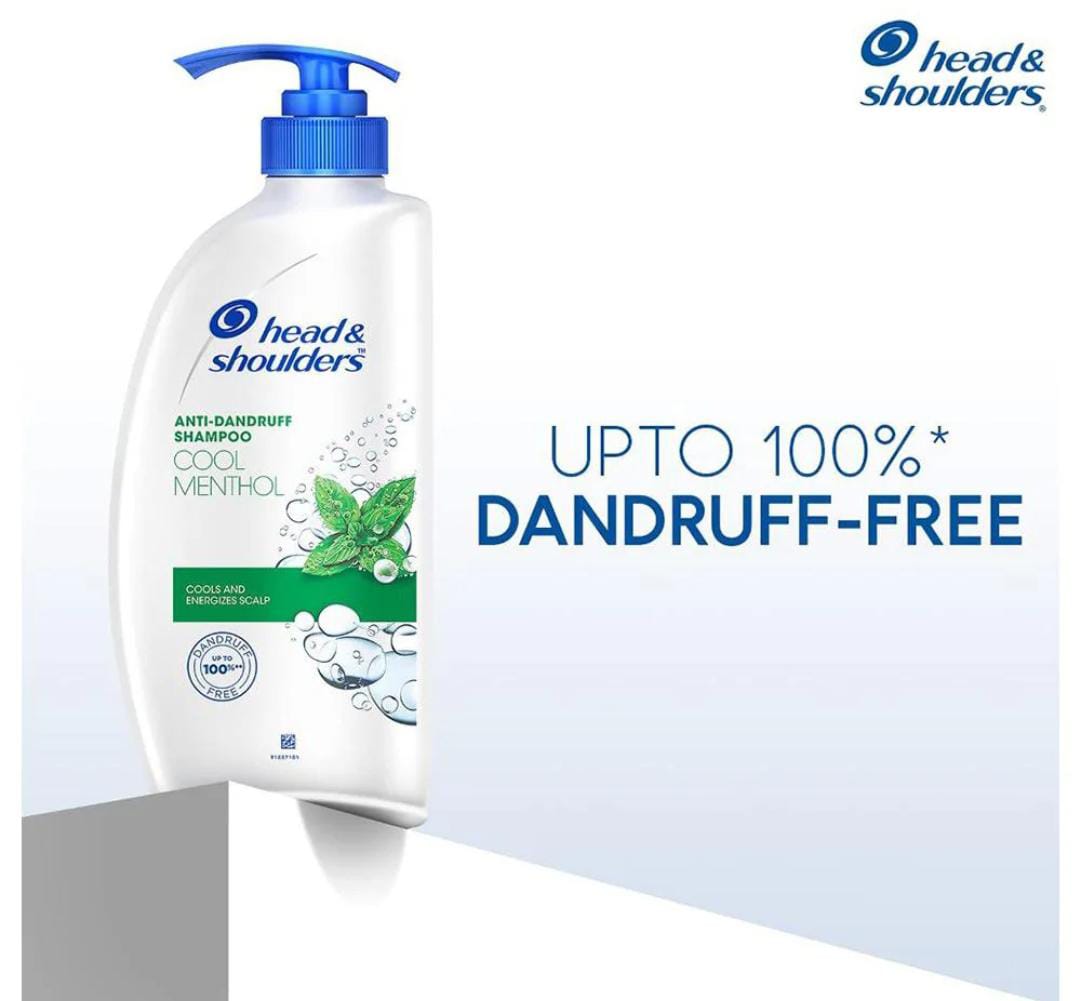 head &
shoulders®
head &
shoulders™
ANTI-DANDRUFF
SHAMPOO
COOL
MENTHOL
COOLS AND
ENERGIZES SCALP
DANDRUFF
UP TO
100%**
FREE
UPTO 100%*
DANDRUFF-FREE